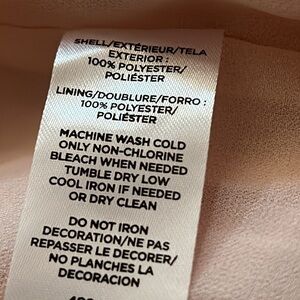 SHELL/EXTÉRIEUR/TELA
EXTERIOR:
100% POLYESTER/
POLIÉSTER
LINING/DOUBLURE/FORRO:
100% POLYESTER/
POLIÉSTER
MACHINE WASH COLD
ONLY NON-CHLORINE
BLEACH WHEN NEEDED
TUMBLE DRY LOW
COOL IRON IF NEEDED
OR DRY CLEAN
DO NOT IRON
DECORATION/NE PAS
REPASSER LE DECORER/
NO PLANCHES LA
DECORACION